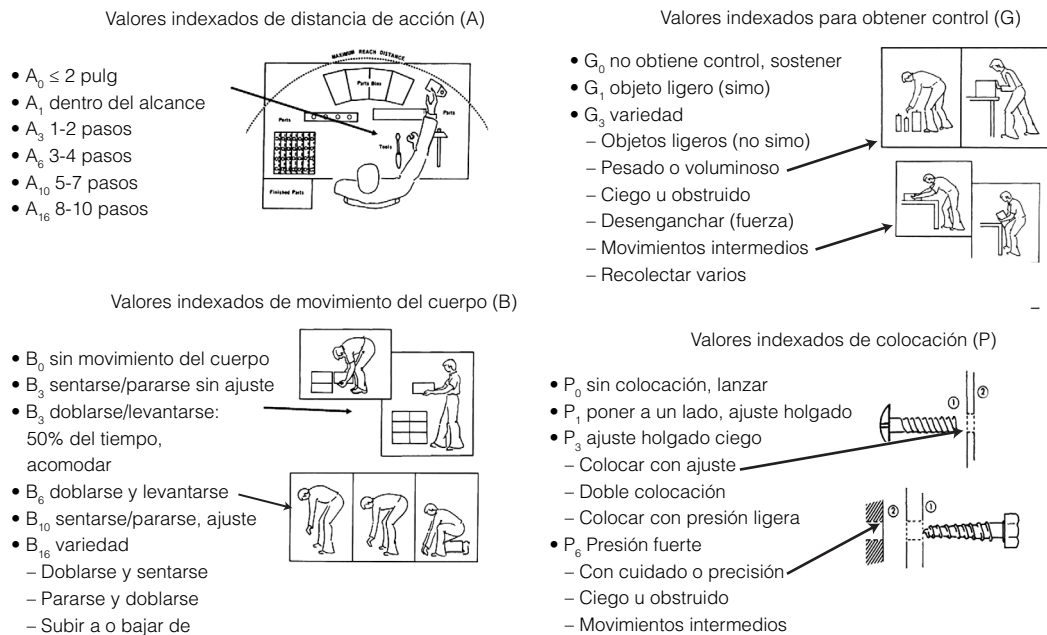 Valores indexados de distancia de acción (A)
• A0 ≤ 2 pulg
• A1 dentro del alcance
• A3 1-2 pasos
• A6 3-4 pasos
• A10 5-7 pasos
• A16 8-10 pasos
MAXIMUM REACH DISTANCE
Parts Bins
Parts
Parts
Tools
Finished Parts
Valores indexados para obtener control (G)
• G0 no obtiene control, sostener
• G1 objeto ligero (simo)
• G3 variedad
– Objetos ligeros (no simo)
– Pesado o voluminoso
– Ciego u obstruido
– Desenganchar (fuerza)
– Movimientos intermedios
– Recolectar varios
–
Valores indexados de movimiento del cuerpo (B)
• B0 sin movimiento del cuerpo
• B3 sentarse/pararse sin ajuste
• B3 doblarse/levantarse:
50% del tiempo,
acomodar
• B6 doblarse y levantarse
• B10 sentarse/pararse, ajuste
• B16 variedad
– Doblarse y sentarse
– Pararse y doblarse
– Subir a o bajar de
Valores indexados de colocación (P)
• P0 sin colocación, lanzar
• P1 poner a un lado, ajuste holgado
• P3 ajuste holgado ciego
– Colocar con ajuste
– Doble colocación
– Colocar con presión ligera
• P6 Presión fuerte
– Con cuidado o precisión
– Ciego u obstruido
– Movimientos intermedios
① ②
② ①